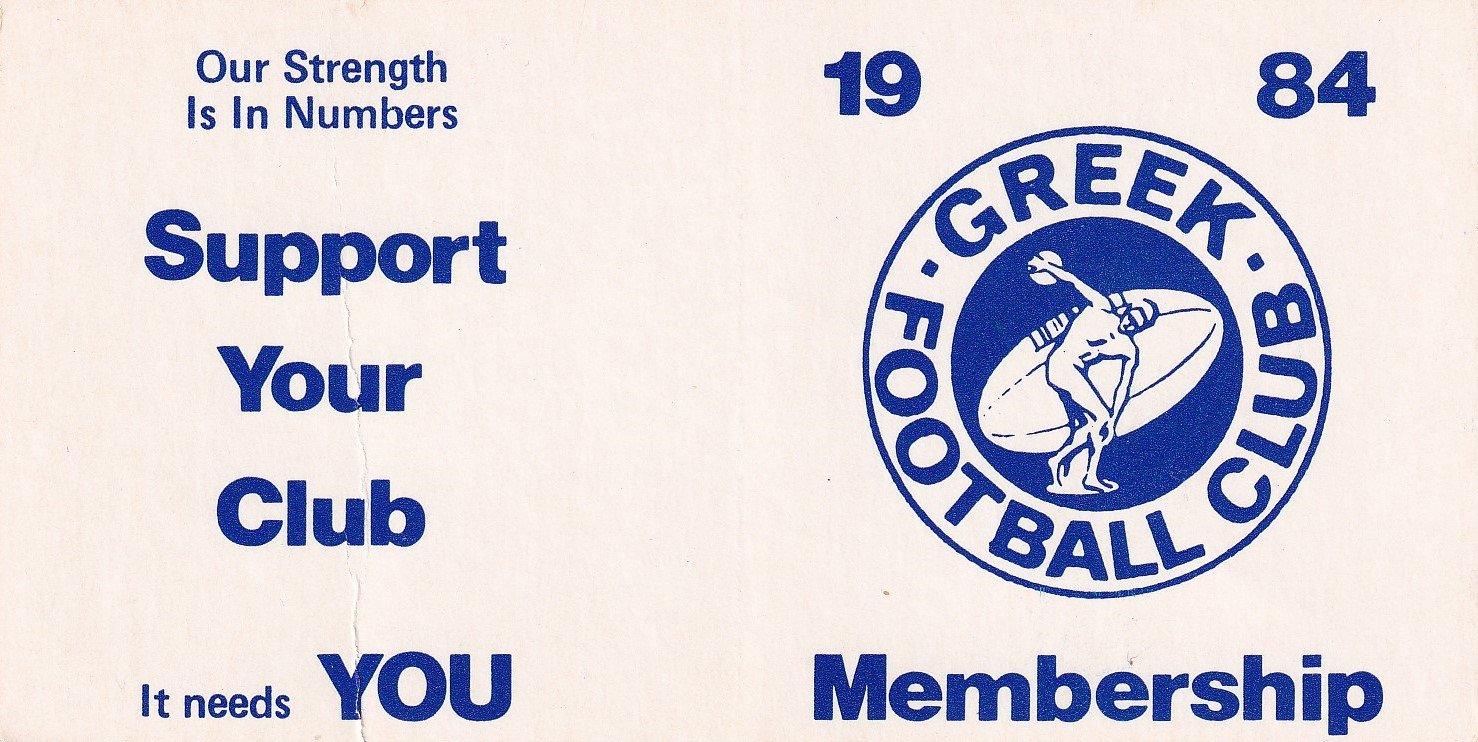 Our Strength
Is In Numbers
Support
Your
Club
It needs YOU
19 84
· GREEK ·
FOOTBALL CLUB
Membership